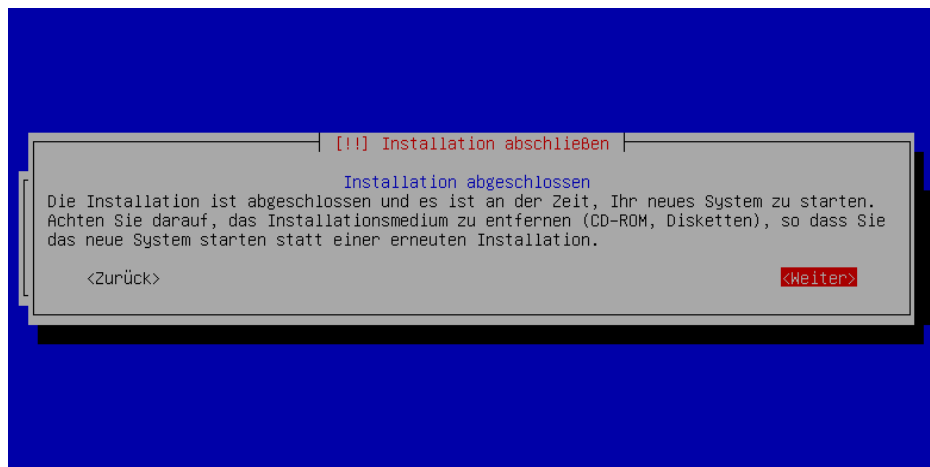 [!!] Installation abschließen
Installation abgeschlossen
Die Installation ist abgeschlossen und es ist an der Zeit, Ihr neues System zu starten.
Achten Sie darauf, das Installationsmedium zu entfernen (CD-ROM, Disketten), so dass Sie
das neue System starten statt einer erneuten Installation.
<Zurück> <Weiter>